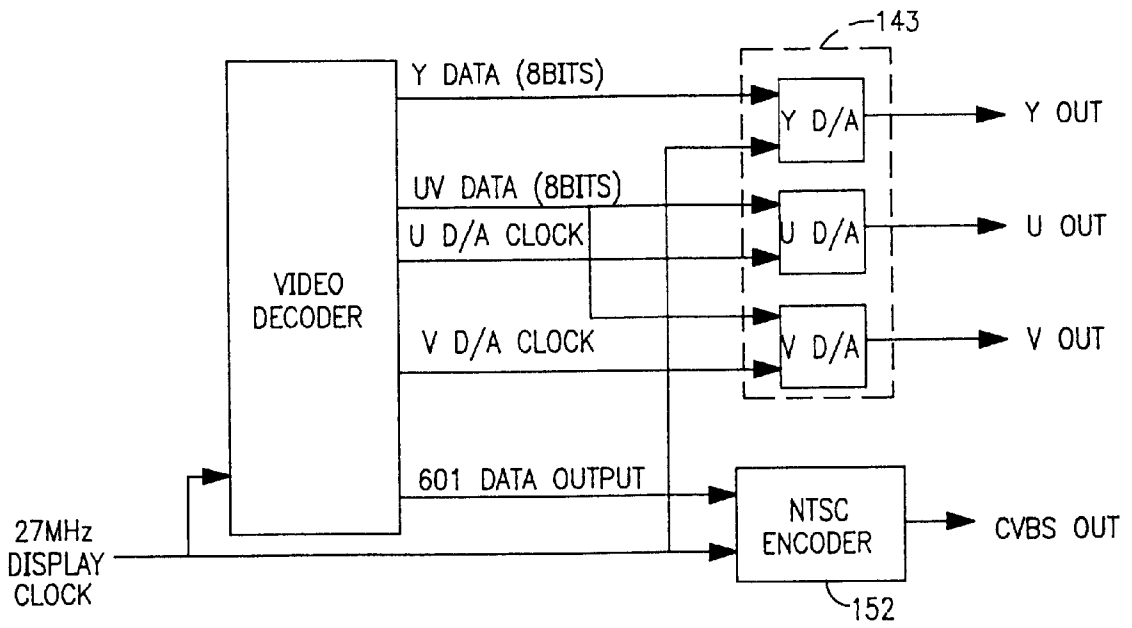 143
Y DATA (8BITS)
Y D/A
Y OUT
UV DATA (8BITS)
U D/A CLOCK
U D/A
U OUT
VIDEO
DECODER
V D/A CLOCK
V D/A
V OUT
601 DATA OUTPUT
NTSC
ENCODER
CVBS OUT
27MHz
DISPLAY
CLOCK
152